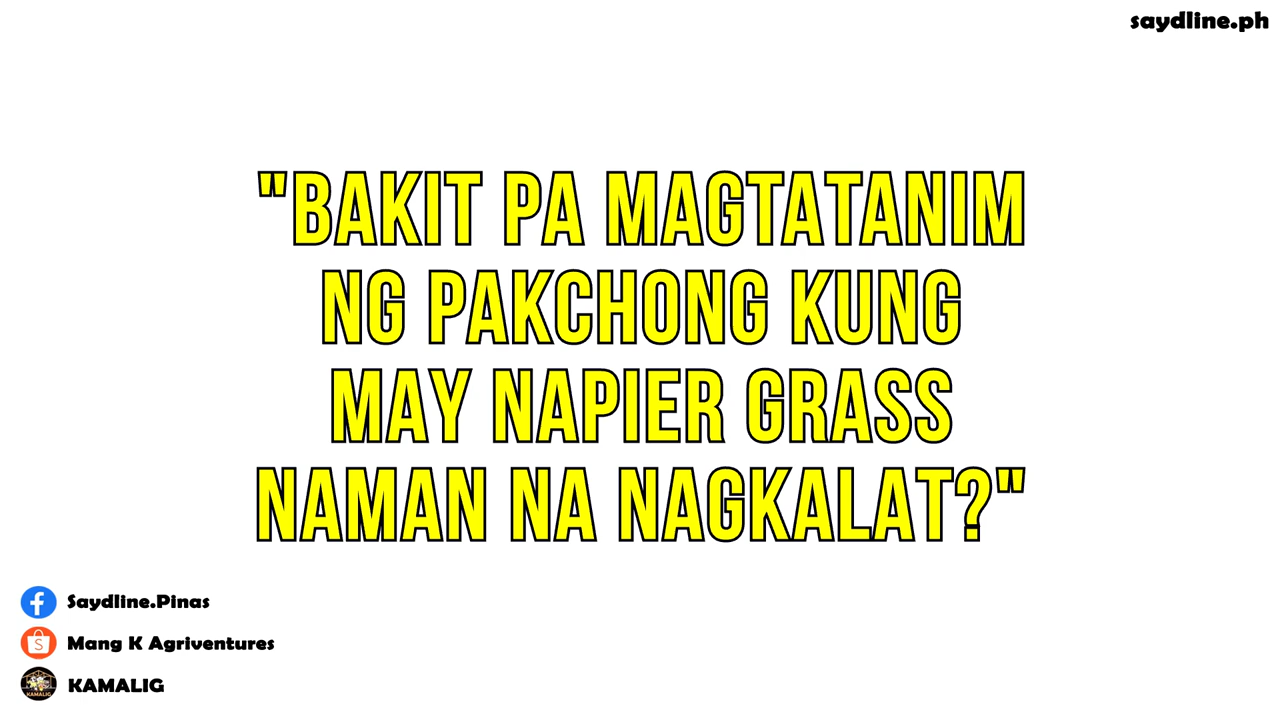 saydline.ph
"BAKIT PA MAGTATANIM
NG PAKCHONG KUNG
MAY NAPIER GRASS
NAMAN NA NAGKALAT?"
Saydline.Pinas
Mang K Agriventures
KAMALIG
KAMALIG